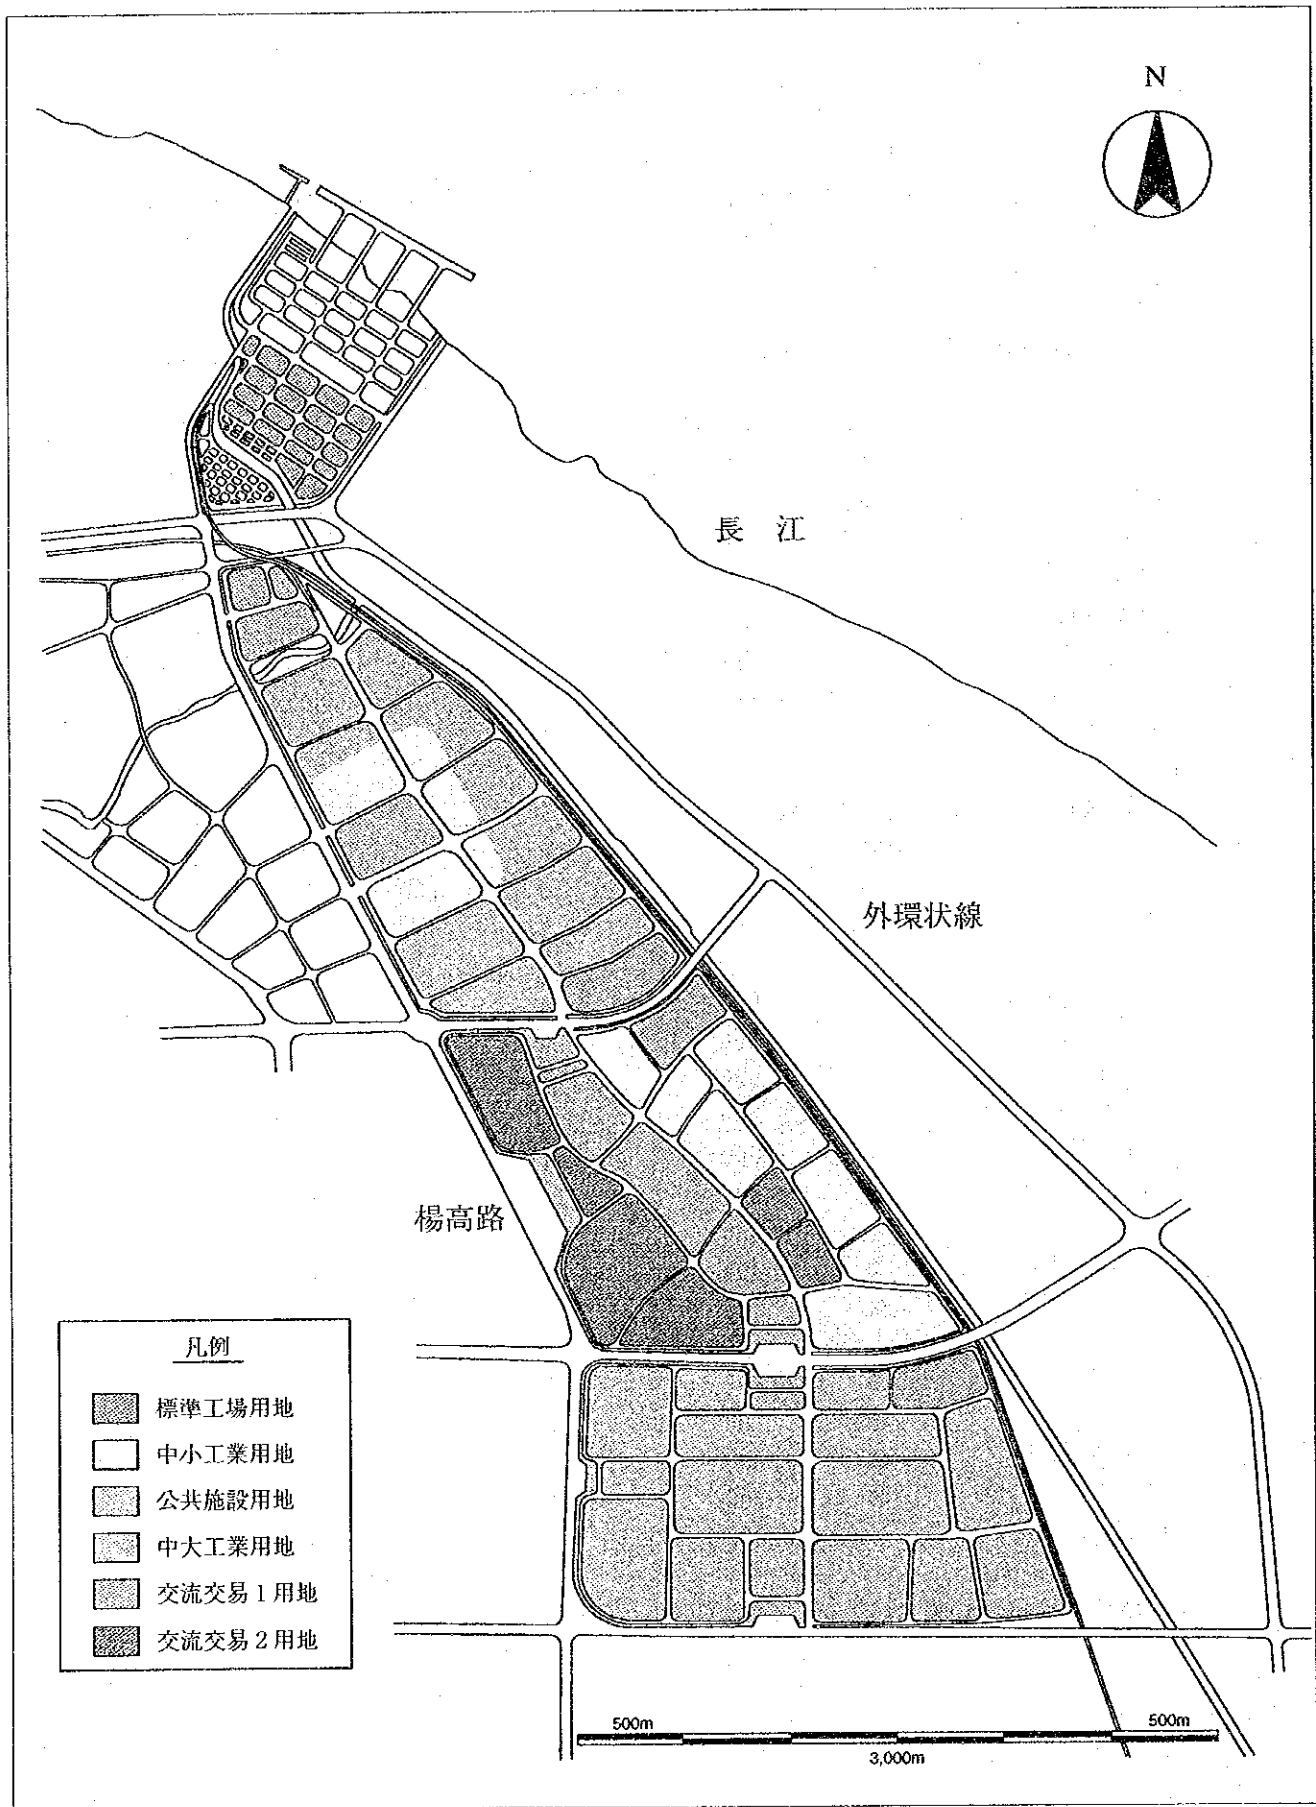 N
長江
外環状線
楊高路
凡例
標準工場用地
中小工業用地
公共施設用地
中大工業用地
交流交易1用地
交流交易2用地
500m
500m
3,000m